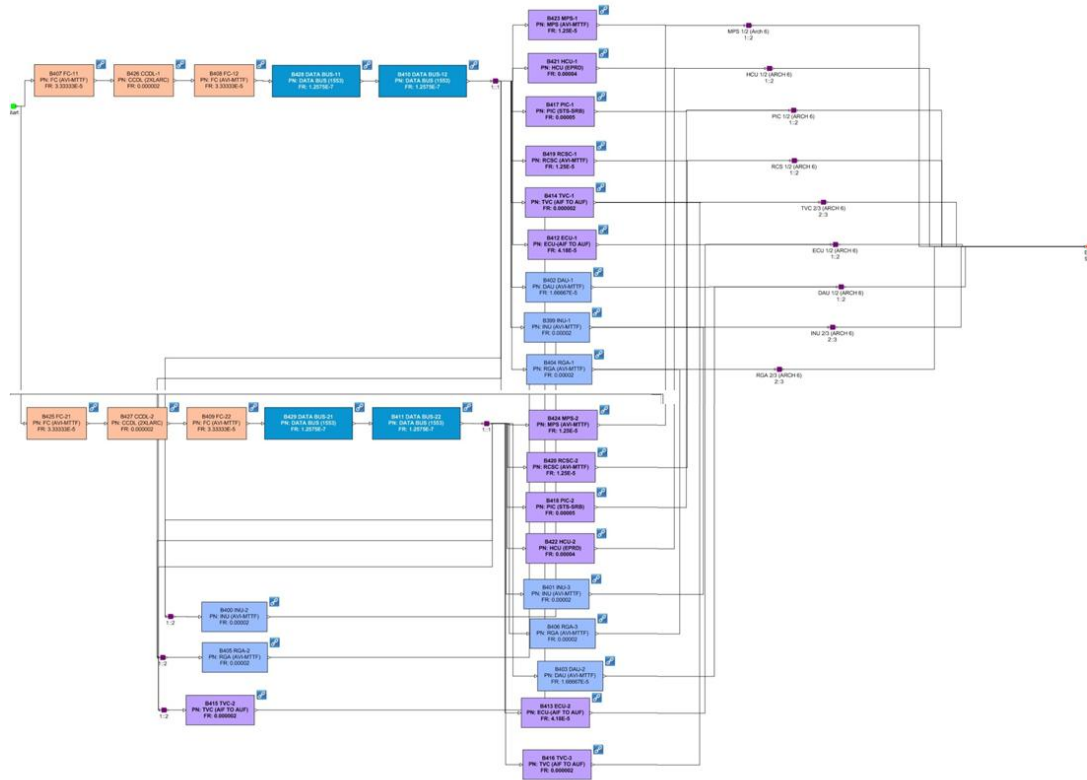 B423 MPS-1
PN: MPS (AVI-MTTF)
FR: 1.25E-5
MPS 1/2 (Arch 6)
1::2
B407 FC-11
PN: FC (AVI-MTTF)
FR: 3.33333E-5
B426 CCDL-1
PN: CCDL (2XLARC)
FR: 0.000002
B408 FC-12
PN: FC (AVI-MTTF)
FR: 3.33333E-5
B428 DATA BUS-11
PN: DATA BUS (1553)
FR: 1.2575E-7
B410 DATA BUS-12
PN: DATA BUS (1553)
FR: 1.2575E-7
1::1
B421 HCU-1
PN: HCU (EPRD)
FR: 0.00004
HCU 1/2 (ARCH 6)
1::2
B417 PIC-1
PN: PIC (STS-SRB)
FR: 0.00005
PIC 1/2 (ARCH 6)
1::2
B419 RCSC-1
PN: RCSC (AVI-MTTF)
FR: 1.25E-5
RCS 1/2 (ARCH 6)
1::2
B414 TVC-1
PN: TVC (AIF TO AUF)
FR: 0.000002
TVC 2/3 (ARCH 6)
2::3
B412 ECU-1
PN: ECU-(AIF TO AUF)
FR: 4.18E-5
ECU 1/2 (ARCH 6)
1::2
B402 DAU-1
PN: DAU (AVI-MTTF)
FR: 1.66667E-5
DAU 1/2 (ARCH 6)
1::2
B399 INU-1
PN: INU (AVI-MTTF)
FR: 0.00002
INU 2/3 (ARCH 6)
2::3
B404 RGA-1
PN: RGA (AVI-MTTF)
FR: 0.00002
RGA 2/3 (ARCH 6)
2::3
B425 FC-21
PN: FC (AVI-MTTF)
FR: 3.33333E-5
B427 CCDL-2
PN: CCDL (2XLARC)
FR: 0.000002
B409 FC-22
PN: FC (AVI-MTTF)
FR: 3.33333E-5
B429 DATA BUS-21
PN: DATA BUS (1553)
FR: 1.2575E-7
B411 DATA BUS-22
PN: DATA BUS (1553)
FR: 1.2575E-7
1::1
B424 MPS-2
PN: MPS (AVI-MTTF)
FR: 1.25E-5
B420 RCSC-2
PN: RCSC (AVI-MTTF)
FR: 1.25E-5
B418 PIC-2
PN: PIC (STS-SRB)
FR: 0.00005
B422 HCU-2
PN: HCU (EPRD)
FR: 0.00004
B401 INU-3
PN: INU (AVI-MTTF)
FR: 0.00002
B400 INU-2
PN: INU (AVI-MTTF)
FR: 0.00002
1::2
B406 RGA-3
PN: RGA (AVI-MTTF)
FR: 0.00002
B405 RGA-2
PN: RGA (AVI-MTTF)
FR: 0.00002
1::2
B403 DAU-2
PN: DAU (AVI-MTTF)
FR: 1.66667E-5
B415 TVC-2
PN: TVC (AIF TO AUF)
FR: 0.000002
1::2
B413 ECU-2
PN: ECU-(AIF TO AUF)
FR: 4.18E-5
B416 TVC-3
PN: TVC (AIF TO AUF)
FR: 0.000002